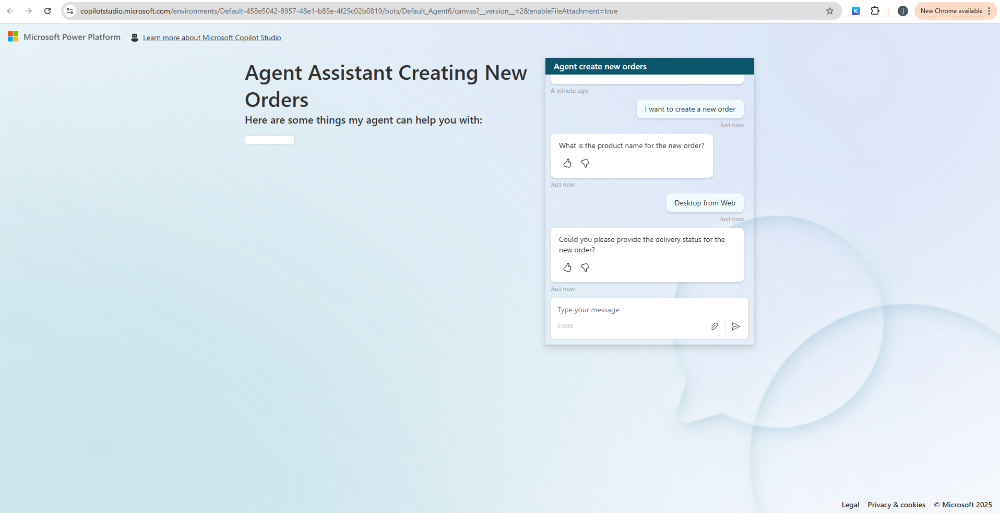 copilotstudio.microsoft.com/environments/Default-458e5042-8957-48e1-b85e-4f29c02b0819/bots/Default_Agent6/canvas?__version__=2&enableFileAttachment=true
K
j
New Chrome available
Microsoft Power Platform
Learn more about Microsoft Copilot Studio
Agent Assistant Creating New
Orders
Here are some things my agent can help you with:
Agent create new orders
A minute ago
I want to create a new order
Just now
What is the product name for the new order?
Just now
Desktop from Web
Just now
Could you please provide the delivery status for the
new order?
Just now
Type your message
0/2000
Legal
Privacy & cookies
© Microsoft 2025